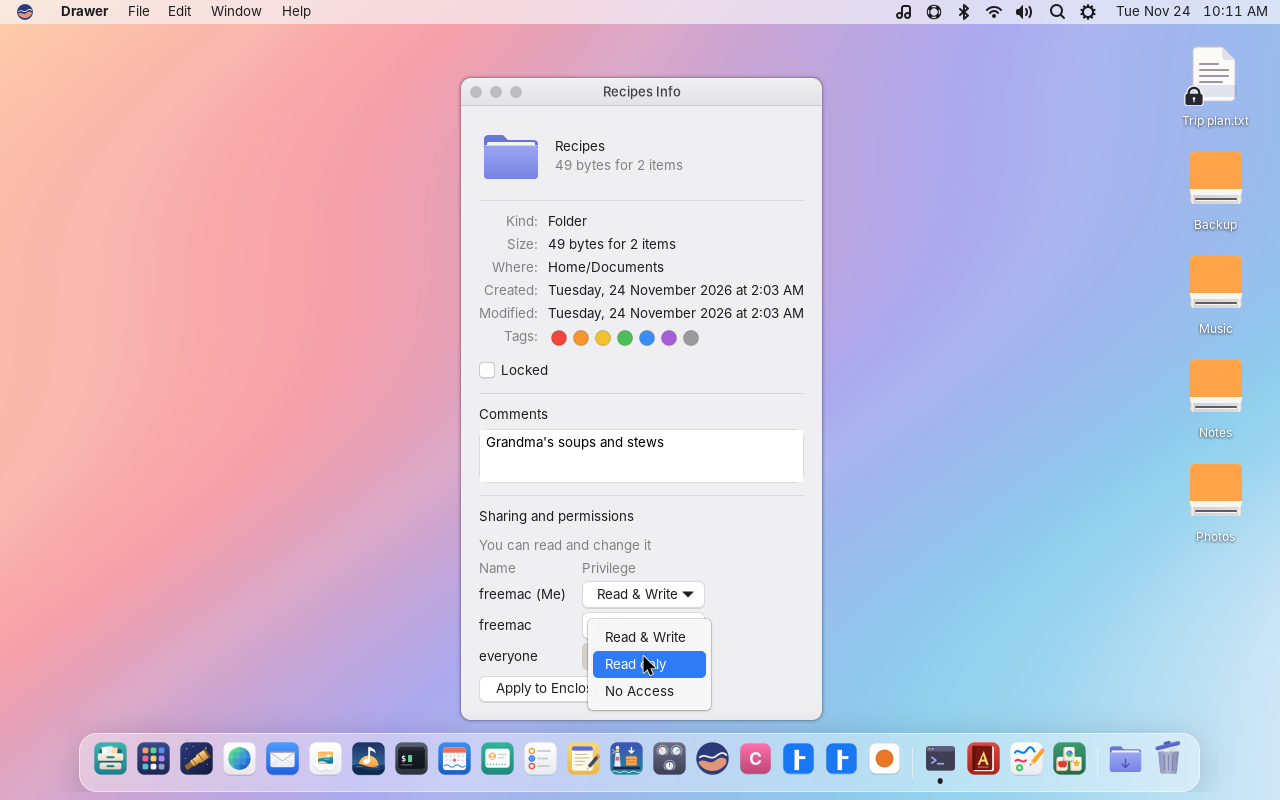 Drawer File Edit Window Help Tue Nov 24 10:11 AM
Recipes Info
Recipes
49 bytes for 2 items
Kind: Folder
Size: 49 bytes for 2 items
Where: Home/Documents
Created: Tuesday, 24 November 2026 at 2:03 AM
Modified: Tuesday, 24 November 2026 at 2:03 AM
Tags:
Locked
Comments
Grandma's soups and stews
Sharing and permissions
You can read and change it
Name Privilege
freemac (Me) Read & Write
freemac
everyone
Read & Write
Read only
No Access
Apply to
Trip plan.txt
Backup
Music
Notes
Photos